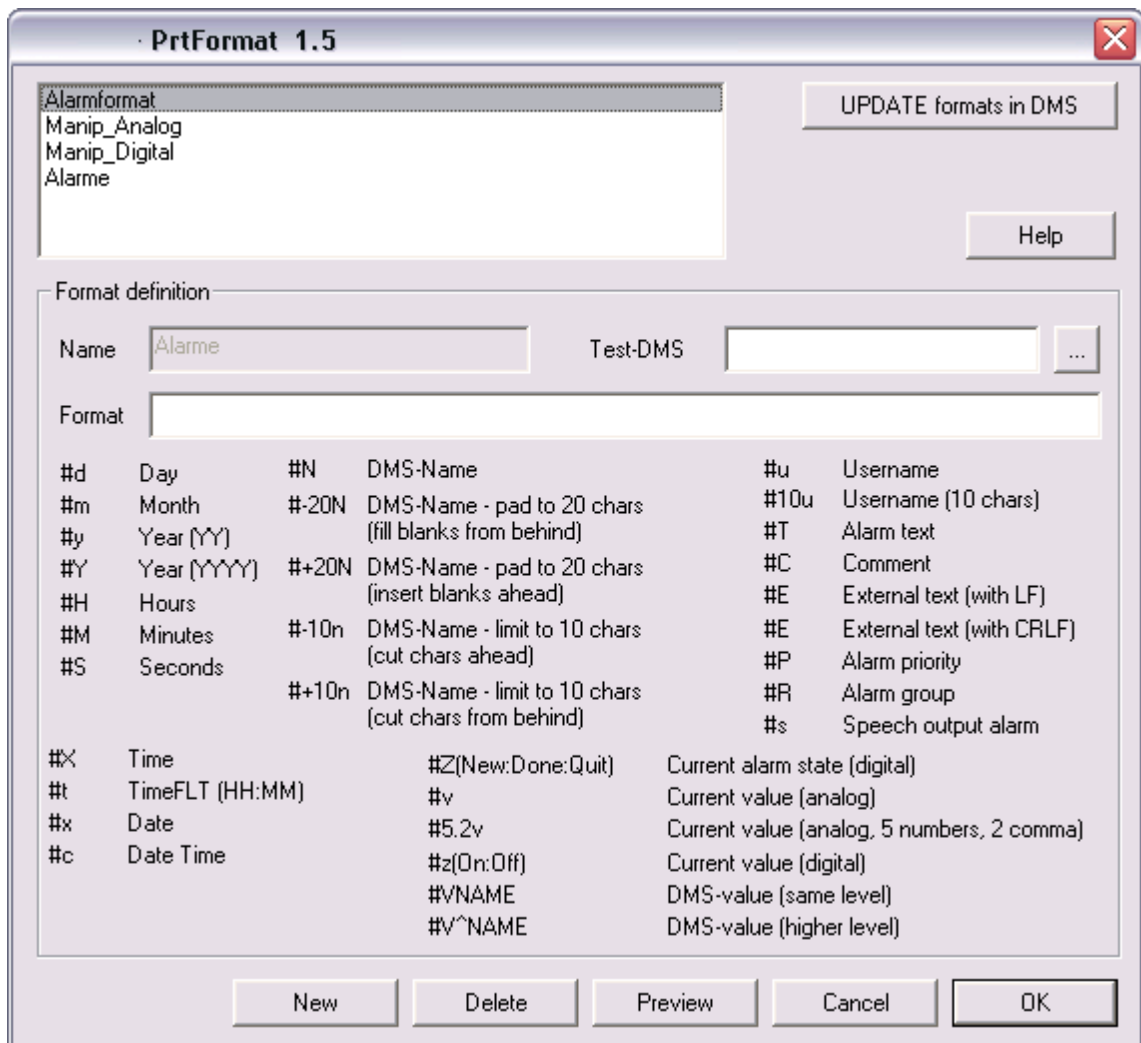 · PrtFormat 1.5
Alarmformat
Manip_Analog
Manip_Digital
Alarme
UPDATE formats in DMS
Help
Format definition
Name Alarme Test-DMS ...
Format
#d Day
#m Month
#y Year (YY)
#Y Year (YYYY)
#H Hours
#M Minutes
#S Seconds
#N DMS-Name
#-20N DMS-Name - pad to 20 chars
(fill blanks from behind)
#+20N DMS-Name - pad to 20 chars
(insert blanks ahead)
#-10n DMS-Name - limit to 10 chars
(cut chars ahead)
#+10n DMS-Name - limit to 10 chars
(cut chars from behind)
#u Username
#10u Username (10 chars)
#T Alarm text
#C Comment
#E External text (with LF)
#E External text (with CRLF)
#P Alarm priority
#R Alarm group
#s Speech output alarm
#X Time
#t TimeFLT (HH:MM)
#x Date
#c Date Time
#Z(New:Done:Quit) Current alarm state (digital)
#v Current value (analog)
#5.2v Current value (analog, 5 numbers, 2 comma)
#z(On:Off) Current value (digital)
#VNAME DMS-value (same level)
#V^NAME DMS-value (higher level)
New Delete Preview Cancel OK